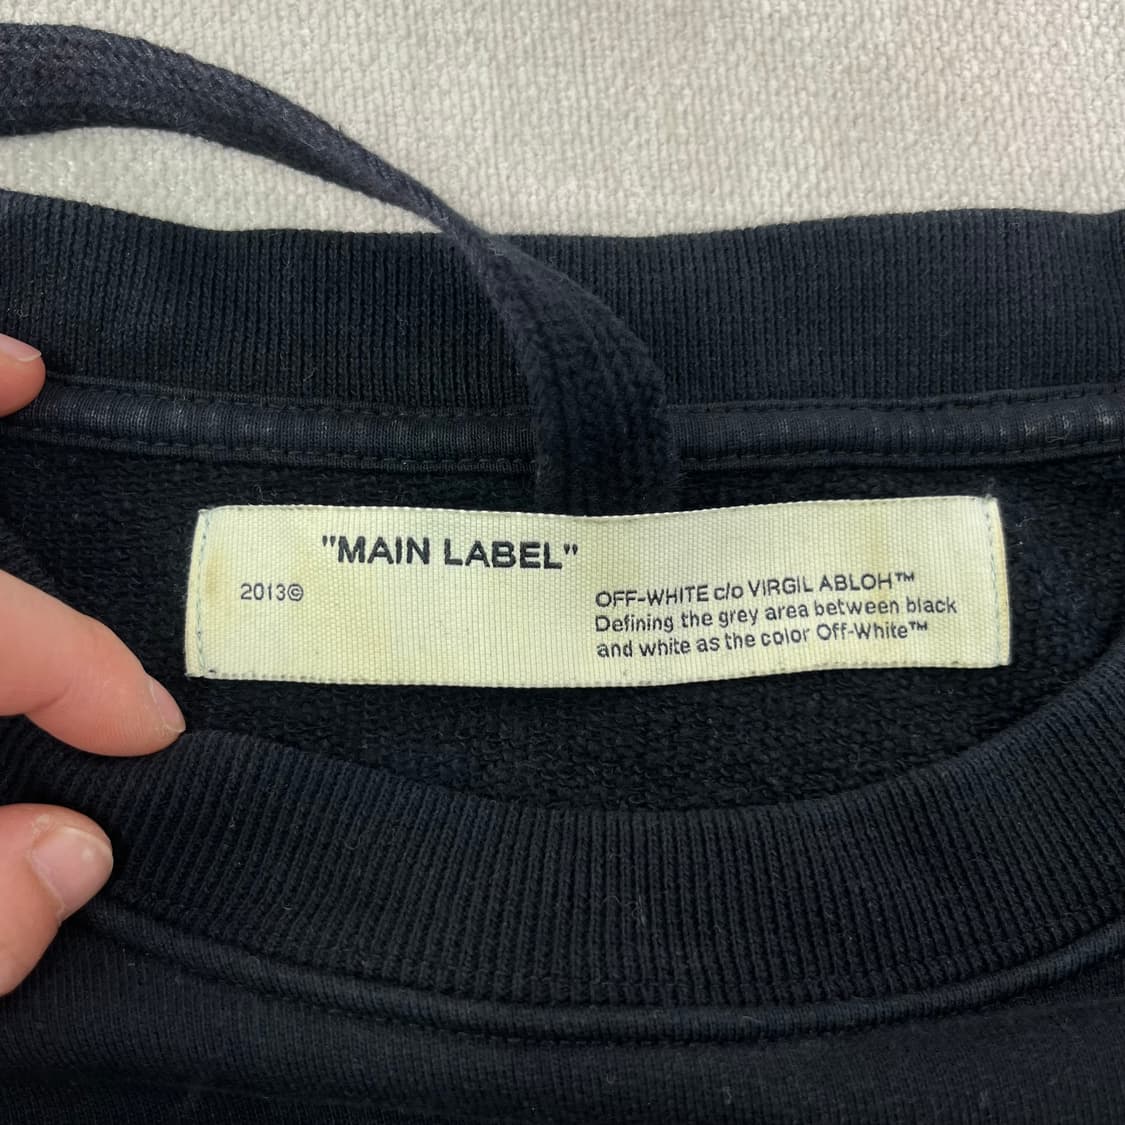 "MAIN LABEL"
2013©
OFF-WHITE c/o VIRGIL ABLOH™
Defining the grey area between black
and white as the color Off-White™